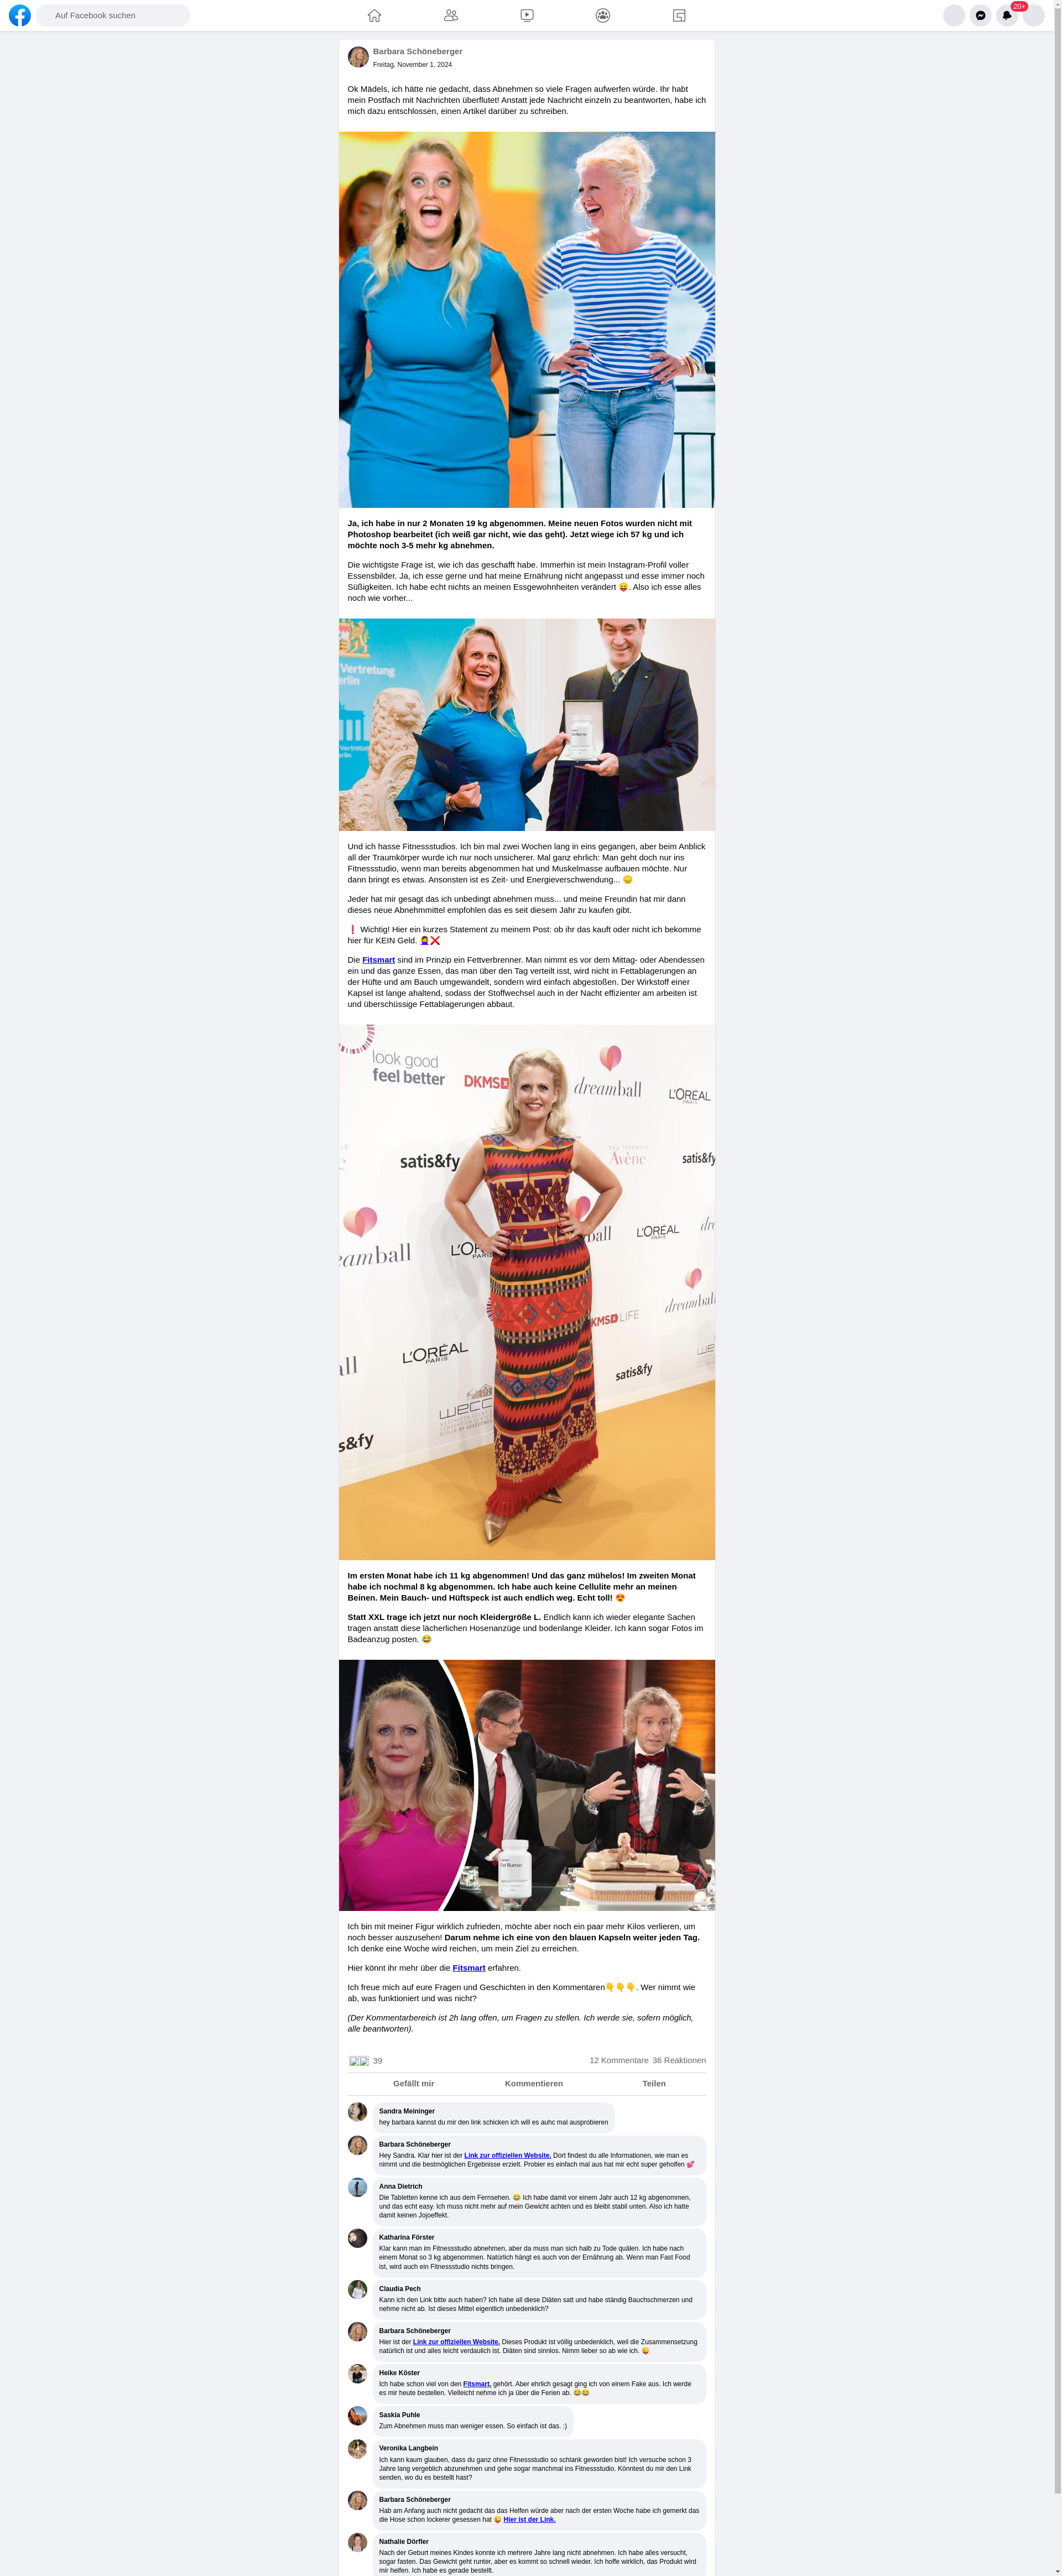 Auf Facebook suchen
20+
Barbara Schöneberger
Freitag, November 1, 2024
Ok Mädels, ich hätte nie gedacht, dass Abnehmen so viele Fragen aufwerfen würde. Ihr habt
mein Postfach mit Nachrichten überflutet! Anstatt jede Nachricht einzeln zu beantworten, habe ich
mich dazu entschlossen, einen Artikel darüber zu schreiben.
Ja, ich habe in nur 2 Monaten 19 kg abgenommen. Meine neuen Fotos wurden nicht mit
Photoshop bearbeitet (ich weiß gar nicht, wie das geht). Jetzt wiege ich 57 kg und ich
möchte noch 3-5 mehr kg abnehmen.
Die wichtigste Frage ist, wie ich das geschafft habe. Immerhin ist mein Instagram-Profil voller
Essensbilder. Ja, ich esse gerne und hat meine Ernährung nicht angepasst und esse immer noch
Süßigkeiten. Ich habe echt nichts an meinen Essgewohnheiten verändert 😛. Also ich esse alles
noch wie vorher...
Vertretung
erlin
Vertretung
rlin
Fat Burner
Und ich hasse Fitnessstudios. Ich bin mal zwei Wochen lang in eins gegangen, aber beim Anblick
all der Traumkörper wurde ich nur noch unsicherer. Mal ganz ehrlich: Man geht doch nur ins
Fitnessstudio, wenn man bereits abgenommen hat und Muskelmasse aufbauen möchte. Nur
dann bringt es etwas. Ansonsten ist es Zeit- und Energieverschwendung... 😞
Jeder hat mir gesagt das ich unbedingt abnehmen muss... und meine Freundin hat mir dann
dieses neue Abnehmmittel empfohlen das es seit diesem Jahr zu kaufen gibt.
❗ Wichtig! Hier ein kurzes Statement zu meinem Post: ob ihr das kauft oder nicht ich bekomme
hier für KEIN Geld. 🙅‍♀️❌
Die Fitsmart sind im Prinzip ein Fettverbrenner. Man nimmt es vor dem Mittag- oder Abendessen
ein und das ganze Essen, das man über den Tag verteilt isst, wird nicht in Fettablagerungen an
der Hüfte und am Bauch umgewandelt, sondern wird einfach abgestoßen. Der Wirkstoff einer
Kapsel ist lange ahaltend, sodass der Stoffwechsel auch in der Nacht effizienter am arbeiten ist
und überschüssige Fettablagerungen abbaut.
look good
feel better
DKMS
dreamball
L'ORÉAL
PARIS
EAU THERMALE
Avène
satis&fy
satis&fy
dreamball
L'ORÉAL
PARIS
L'ORÉAL
PARIS
dreamball
DKMS LIFE
L'ORÉAL
PARIS
satis&fy
WECC
satis&fy
Im ersten Monat habe ich 11 kg abgenommen! Und das ganz mühelos! Im zweiten Monat
habe ich nochmal 8 kg abgenommen. Ich habe auch keine Cellulite mehr an meinen
Beinen. Mein Bauch- und Hüftspeck ist auch endlich weg. Echt toll! 😍
Statt XXL trage ich jetzt nur noch Kleidergröße L. Endlich kann ich wieder elegante Sachen
tragen anstatt diese lächerlichen Hosenanzüge und bodenlange Kleider. Ich kann sogar Fotos im
Badeanzug posten. 😂
Fat Burner
Ich bin mit meiner Figur wirklich zufrieden, möchte aber noch ein paar mehr Kilos verlieren, um
noch besser auszusehen! Darum nehme ich eine von den blauen Kapseln weiter jeden Tag.
Ich denke eine Woche wird reichen, um mein Ziel zu erreichen.
Hier könnt ihr mehr über die Fitsmart erfahren.
Ich freue mich auf eure Fragen und Geschichten in den Kommentaren👇👇👇. Wer nimmt wie
ab, was funktioniert und was nicht?
(Der Kommentarbereich ist 2h lang offen, um Fragen zu stellen. Ich werde sie, sofern möglich,
alle beantworten).
39
12 Kommentare 36 Reaktionen
Gefällt mir Kommentieren Teilen
Sandra Meininger
hey barbara kannst du mir den link schicken ich will es auhc mal ausprobieren
Barbara Schöneberger
Hey Sandra. Klar hier ist der Link zur offiziellen Website. Dort findest du alle Informationen, wie man es
nimmt und die bestmöglichen Ergebnisse erzielt. Probier es einfach mal aus hat mir echt super geholfen 💕
Anna Dietrich
Die Tabletten kenne ich aus dem Fernsehen. 😂 Ich habe damit vor einem Jahr auch 12 kg abgenommen,
und das echt easy. Ich muss nicht mehr auf mein Gewicht achten und es bleibt stabil unten. Also ich hatte
damit keinen Jojoeffekt.
Katharina Förster
Klar kann man im Fitnessstudio abnehmen, aber da muss man sich halb zu Tode quälen. Ich habe nach
einem Monat so 3 kg abgenommen. Natürlich hängt es auch von der Ernährung ab. Wenn man Fast Food
ist, wird auch ein Fitnessstudio nichts bringen.
Claudia Pech
Kann ich den Link bitte auch haben? Ich habe all diese Diäten satt und habe ständig Bauchschmerzen und
nehme nicht ab. Ist dieses Mittel eigentlich unbedenklich?
Barbara Schöneberger
Hier ist der Link zur offiziellen Website. Dieses Produkt ist völlig unbedenklich, weil die Zusammensetzung
natürlich ist und alles leicht verdaulich ist. Diäten sind sinnlos. Nimm lieber so ab wie ich. 😜
Heike Köster
Ich habe schon viel von den Fitsmart. gehört. Aber ehrlich gesagt ging ich von einem Fake aus. Ich werde
es mir heute bestellen. Vielleicht nehme ich ja über die Ferien ab. 😂😂
Saskia Puhle
Zum Abnehmen muss man weniger essen. So einfach ist das. :)
Veronika Langbein
Ich kann kaum glauben, dass du ganz ohne Fitnessstudio so schlank geworden bist! Ich versuche schon 3
Jahre lang vergeblich abzunehmen und gehe sogar manchmal ins Fitnessstudio. Könntest du mir den Link
senden, wo du es bestellt hast?
Barbara Schöneberger
Hab am Anfang auch nicht gedacht das das Helfen würde aber nach der ersten Woche habe ich gemerkt das
die Hose schon lockerer gesessen hat 😜 Hier ist der Link.
Nathalie Dörfler
Nach der Geburt meines Kindes konnte ich mehrere Jahre lang nicht abnehmen. Ich habe alles versucht,
sogar fasten. Das Gewicht geht runter, aber es kommt so schnell wieder. Ich hoffe wirklich, das Produkt wird
mir helfen. Ich habe es gerade bestellt.